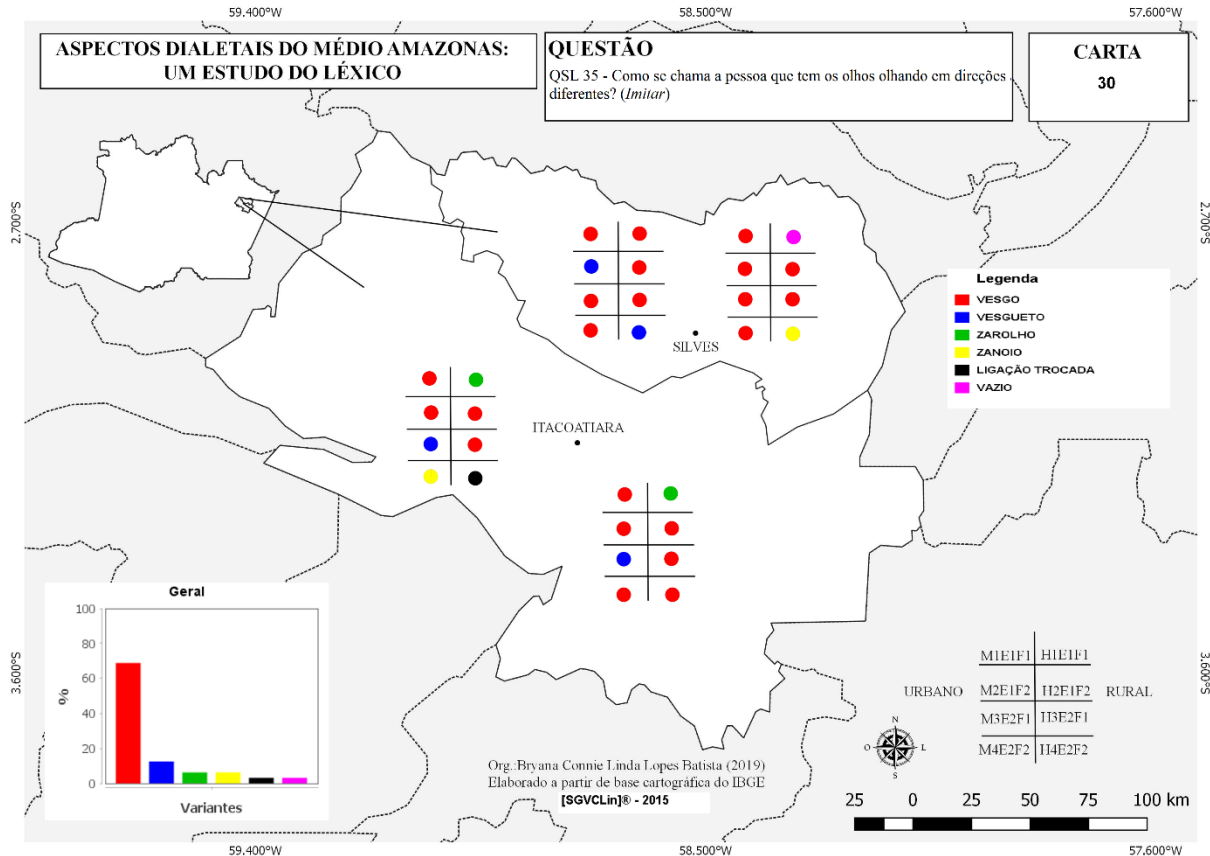 59.400°W
58.500°W
57.600°W
ASPECTOS DIALETAIS DO MÉDIO AMAZONAS:
UM ESTUDO DO LÉXICO
QUESTÃO
QSL 35 - Como se chama a pessoa que tem os olhos olhando em direções
diferentes? (Imitar)
CARTA
30
2.700°S
2.700°S
Legenda
VESGO
VESGUETO
ZAROLHO
ZANOIO
LIGAÇÃO TROCADA
VAZIO
SILVES
ITACOATIARA
Geral
100
80
60
40
20
0
%
Variantes
3.600°S
3.600°S
M1E1F1 H1E1F1
URBANO M2E1F2 H2E1F2 RURAL
M3E2F1 H3E2F1
M4E2F2 H4E2F2
N
O L
S
Org.:Bryana Connie Linda Lopes Batista (2019)
Elaborado a partir de base cartográfica do IBGE
[SGVCLin]® - 2015
25 0 25 50 75 100 km
59.400°W
58.500°W
57.600°W